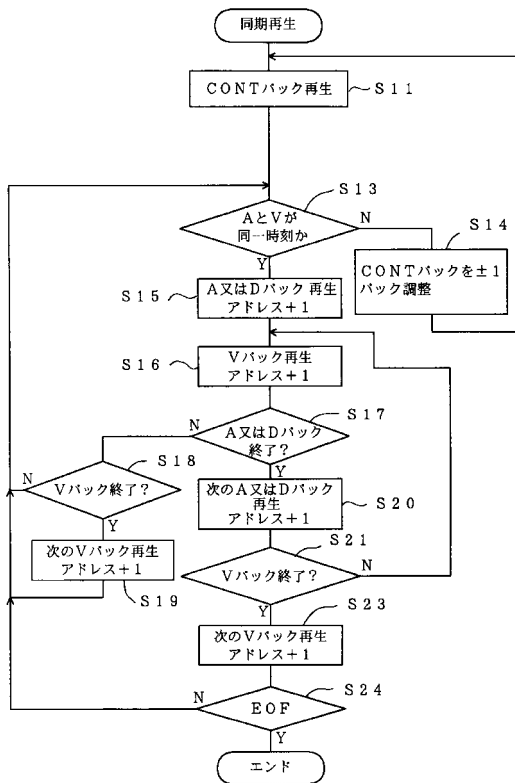 同期再生
CONTパック再生
S11
S13
AとVが
同一時刻か
N
Y
S14
CONTパックを±1
パック調整
S15
A又はDパック 再生
アドレス+1
S16
Vパック再生
アドレス+1
S17
N
A又はDパック
終了?
Y
S18
N
Vパック終了?
Y
次のA又はDパック
再生
アドレス+1
S20
次のVパック再生
アドレス+1
S19
S21
Vパック終了?
N
Y
S23
次のVパック再生
アドレス+1
S24
N
EOF
Y
エンド